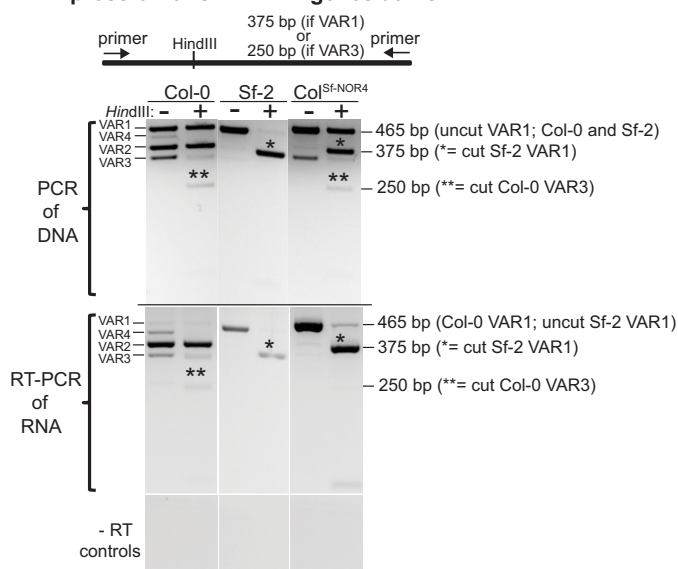 375 bp (if VAR1)
or
250 bp (if VAR3)
primer
HindIII
primer
Col-0
Sf-2
Col^Sf-NOR4
HindIII: – + – + – +
VAR1
VAR4
VAR2
VAR3
*
*
**
**
465 bp (uncut VAR1; Col-0 and Sf-2)
375 bp (*= cut Sf-2 VAR1)
250 bp (**= cut Col-0 VAR3)
PCR
of
DNA
VAR1
VAR4
VAR2
VAR3
*
*
**
465 bp (Col-0 VAR1; uncut Sf-2 VAR1)
375 bp (*= cut Sf-2 VAR1)
250 bp (**= cut Col-0 VAR3)
RT-PCR
of
RNA
- RT
controls